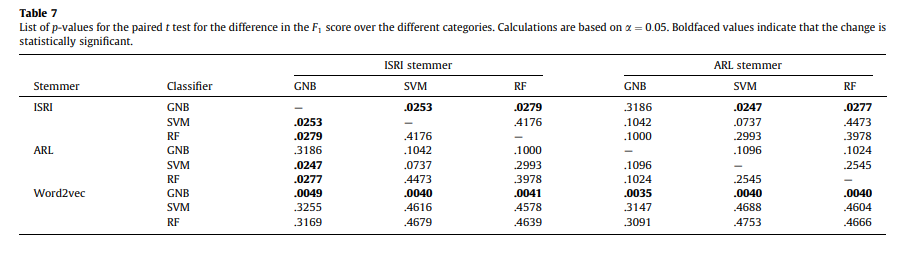 Table 7
List of p-values for the paired t test for the difference in the F₁ score over the different categories. Calculations are based on α = 0.05. Boldfaced values indicate that the change is
statistically significant.
ISRI stemmer ARL stemmer
Stemmer Classifier GNB SVM RF GNB SVM RF
ISRI GNB – .0253 .0279 .3186 .0247 .0277
SVM .0253 – .4176 .1042 .0737 .4473
RF .0279 .4176 – .1000 .2993 .3978
ARL GNB .3186 .1042 .1000 – .1096 .1024
SVM .0247 .0737 .2993 .1096 – .2545
RF .0277 .4473 .3978 .1024 .2545 –
Word2vec GNB .0049 .0040 .0041 .0035 .0040 .0040
SVM .3255 .4616 .4578 .3147 .4688 .4604
RF .3169 .4679 .4639 .3091 .4753 .4666